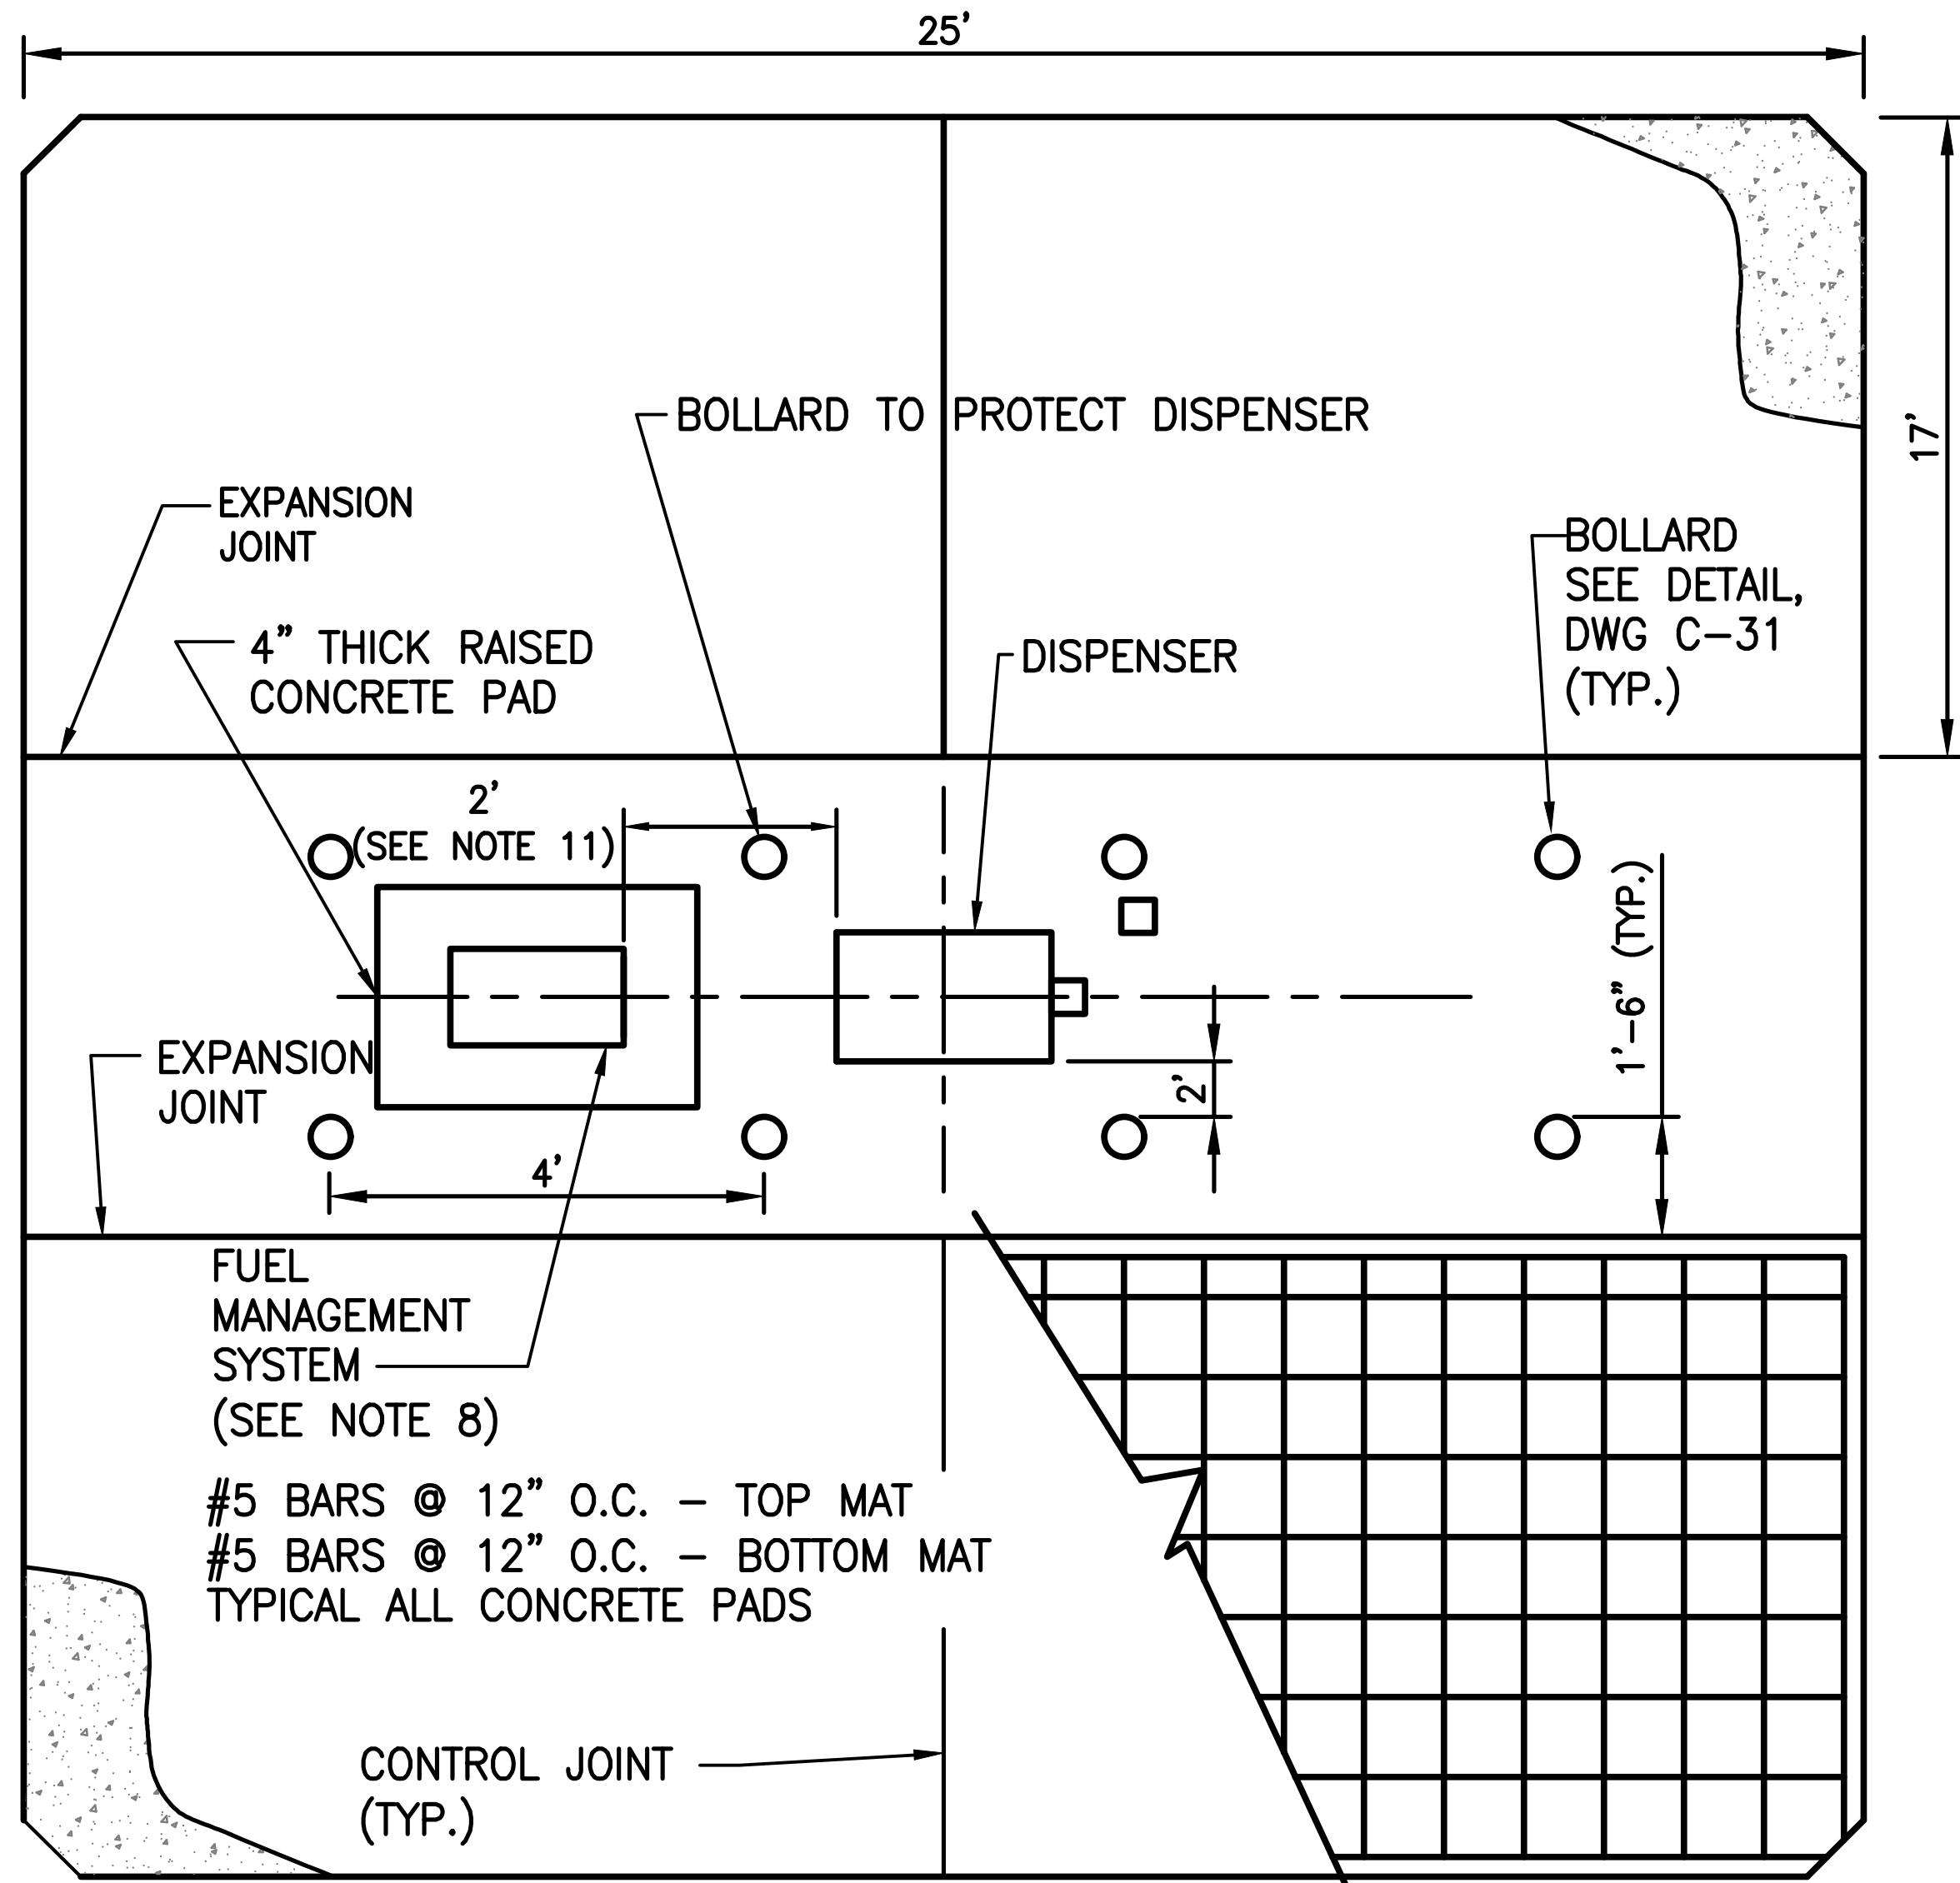 25'
17'
BOLLARD TO PROTECT DISPENSER
EXPANSION
JOINT
BOLLARD
SEE DETAIL,
DWG C-31
(TYP.)
4" THICK RAISED
CONCRETE PAD
DISPENSER
2'
(SEE NOTE 11)
1'-6" (TYP.)
EXPANSION
JOINT
2'
4'
FUEL
MANAGEMENT
SYSTEM
(SEE NOTE 8)
#5 BARS @ 12" O.C. - TOP MAT
#5 BARS @ 12" O.C. - BOTTOM MAT
TYPICAL ALL CONCRETE PADS
CONTROL JOINT
(TYP.)